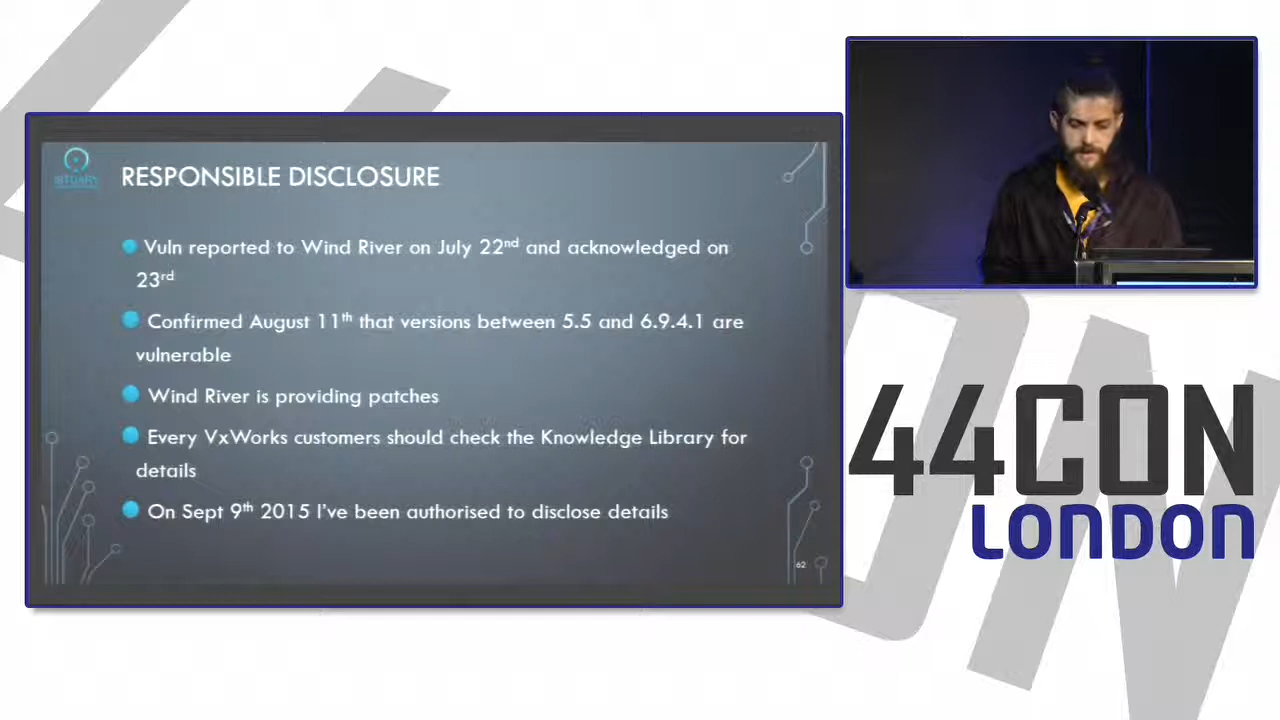 ISTUARY
RESPONSIBLE DISCLOSURE
Vuln reported to Wind River on July 22nd and acknowledged on
23rd
Confirmed August 11th that versions between 5.5 and 6.9.4.1 are
vulnerable
Wind River is providing patches
Every VxWorks customers should check the Knowledge Library for
details
On Sept 9th 2015 I've been authorised to disclose details
62
44CON
LONDON